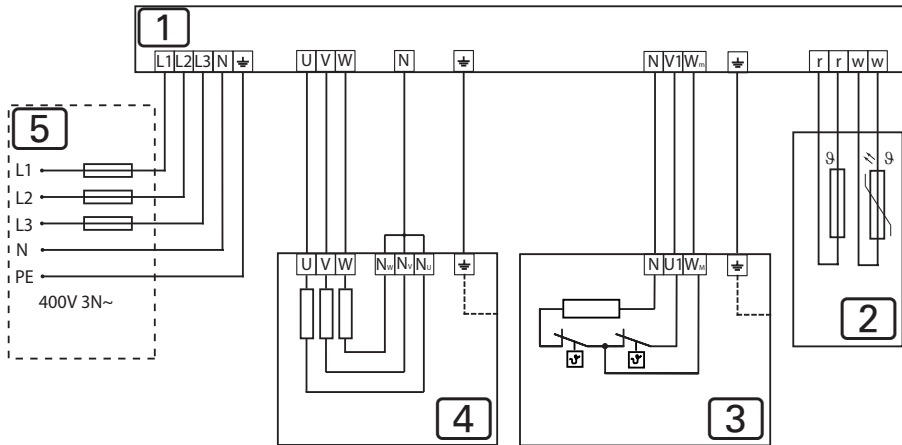 1
L1 L2 L3 N ⏚ U V W N ⏚ N V1 Wm ⏚ r r w w
5
L1
L2
L3
N
PE
400V 3N~
ϑ ϑ
U V W NW NV NU ⏚ N U1 WM ⏚
ϑ ϑ
4
3
2